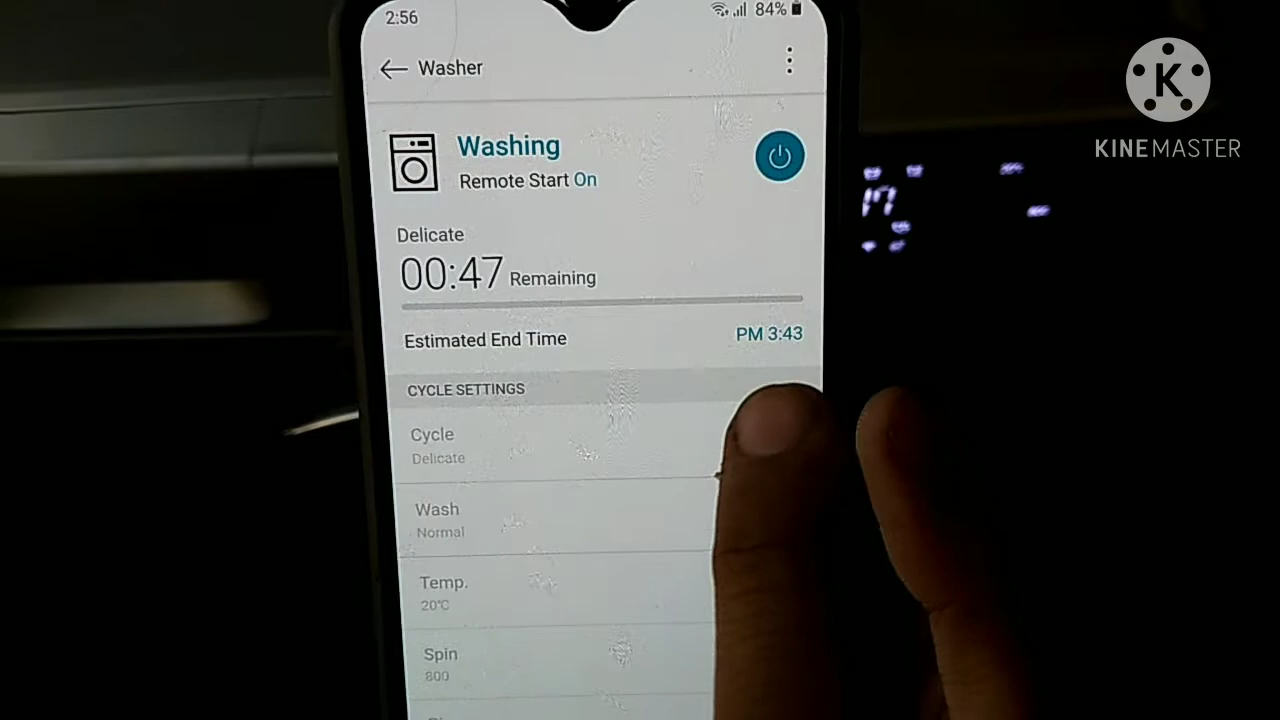 2:56
84%
Washer
Washing
Remote Start On
Delicate
00:47 Remaining
Estimated End Time PM 3:43
CYCLE SETTINGS
Cycle
Delicate
Wash
Normal
Temp.
20℃
Spin
800
K
KINEMASTER